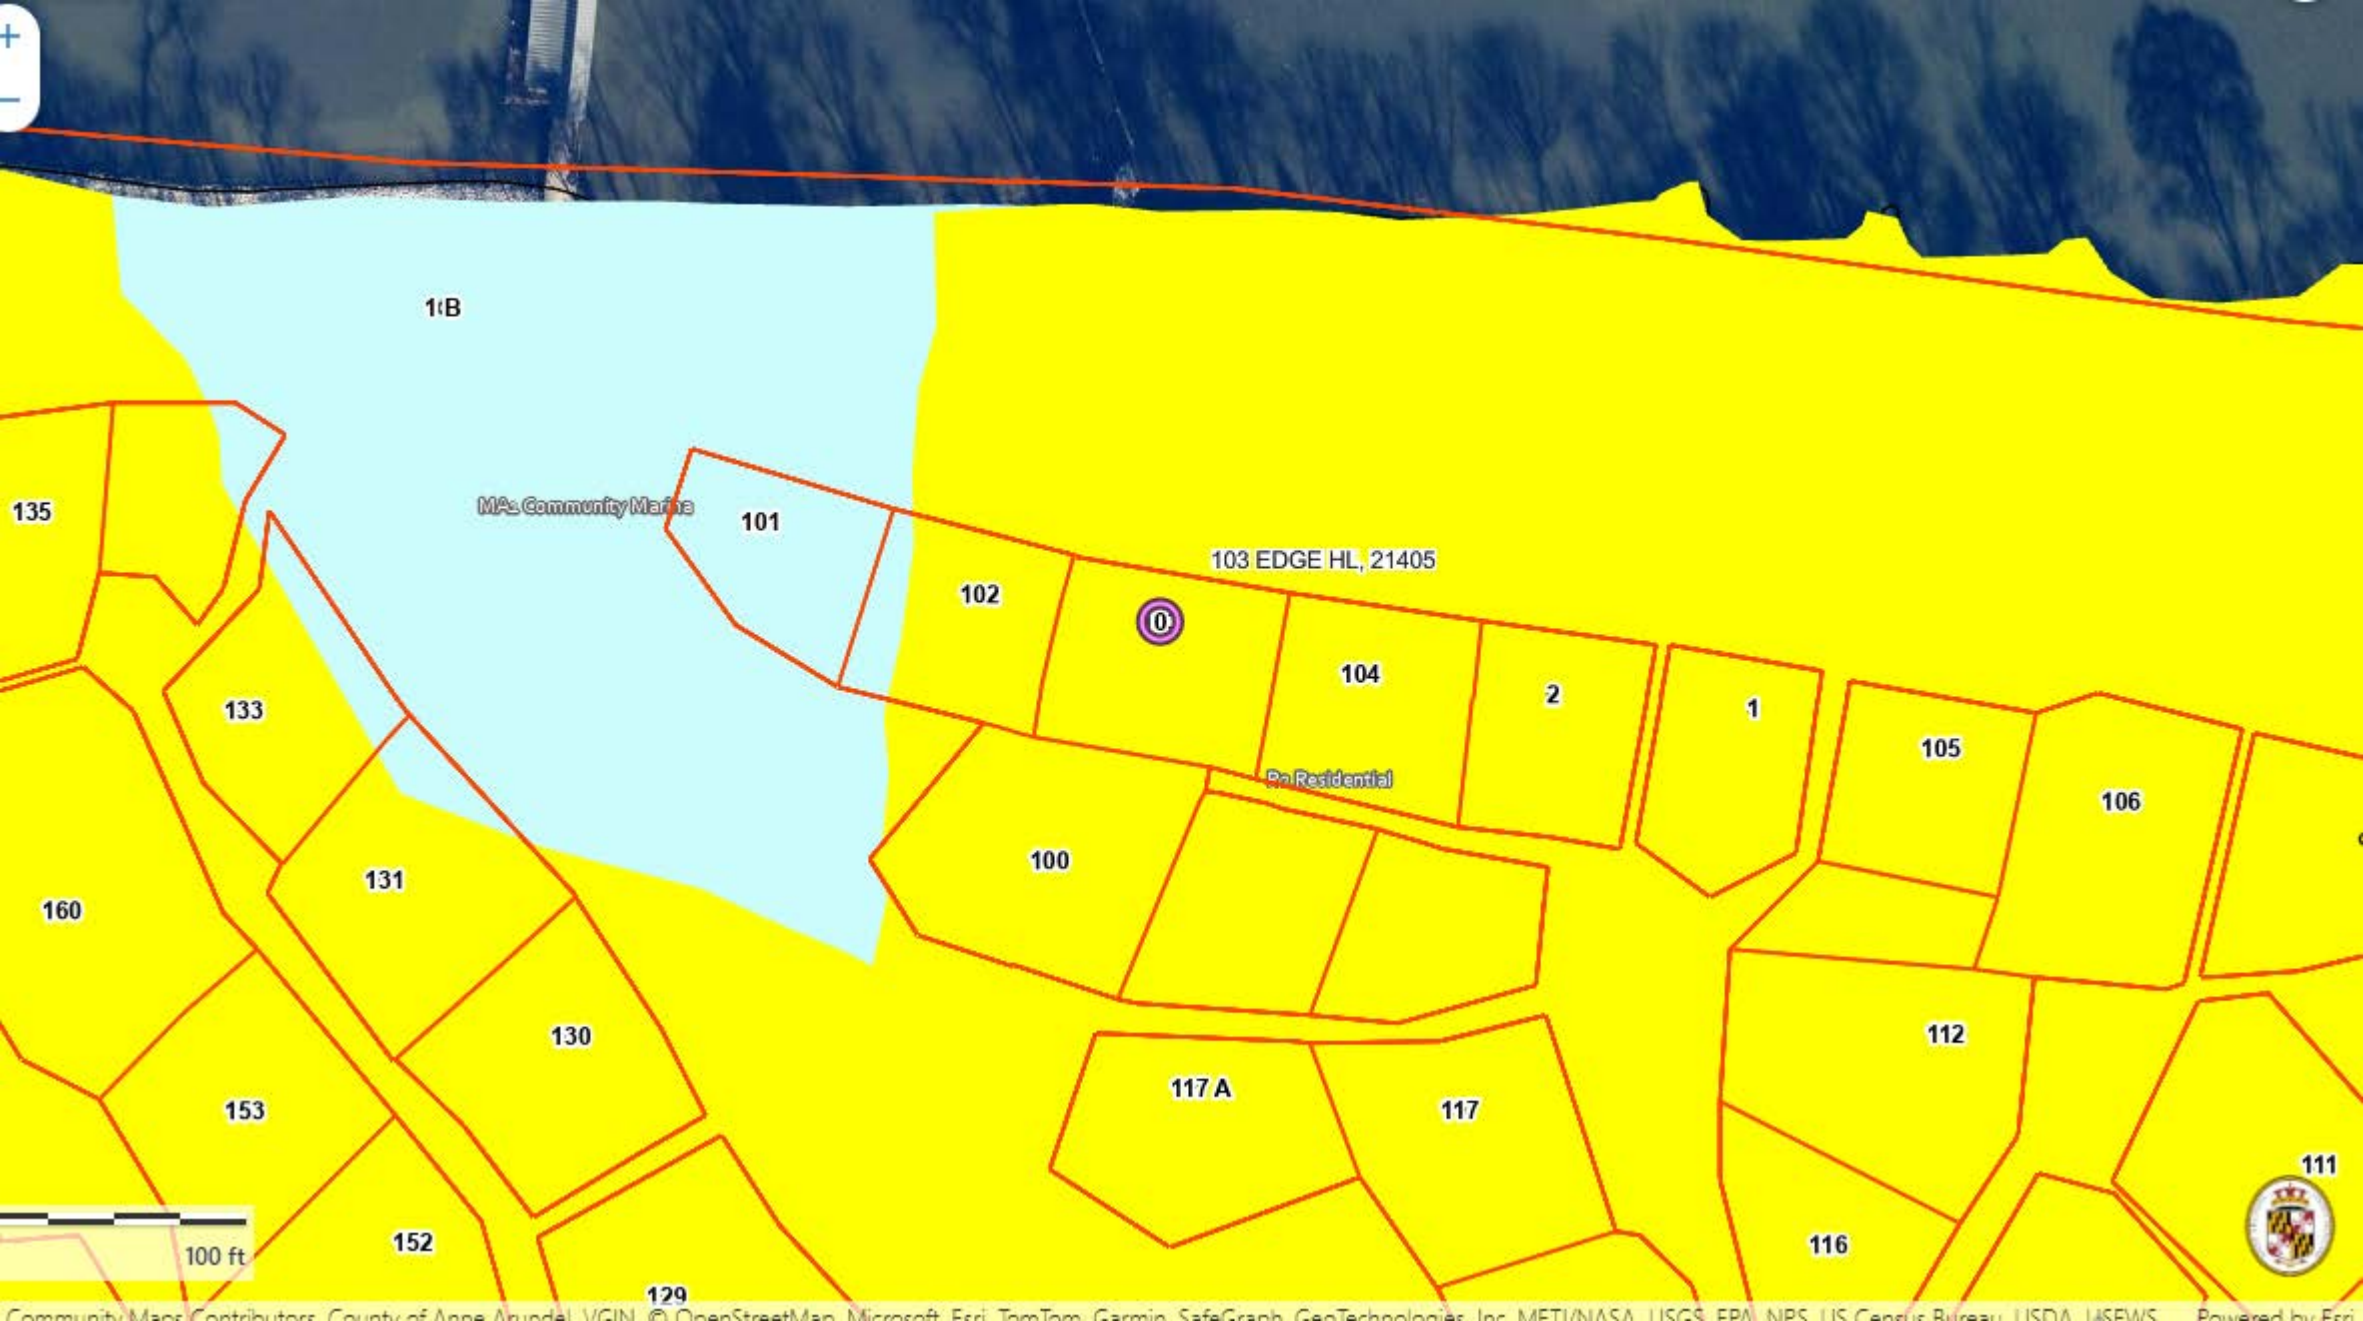 +
−
1B
135
MA2 Community Marina
101
103 EDGE HL, 21405
102
0
133
104
2
1
105
106
R2 Residential
100
131
160
130
112
117 A
153
117
111
152
116
100 ft
129
Community Maps Contributors, County of Anne Arundel, VGIN, © OpenStreetMap, Microsoft, Esri, TomTom, Garmin, SafeGraph, GeoTechnologies, Inc, METI/NASA, USGS, EPA, NPS, US Census Bureau, USDA, USFWS
Powered by Esri